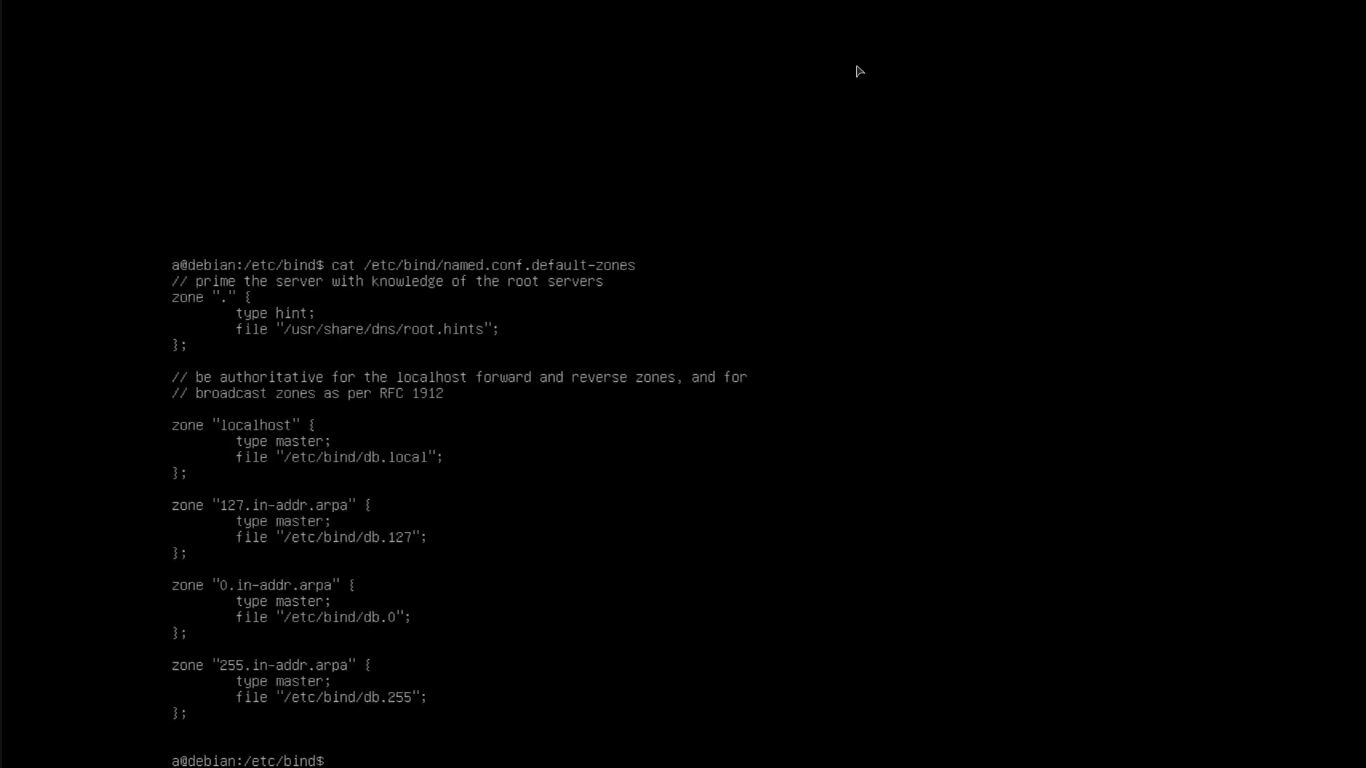 a@debian:/etc/bind$ cat /etc/bind/named.conf.default-zones
// prime the server with knowledge of the root servers
zone "." {
        type hint;
        file "/usr/share/dns/root.hints";
};

// be authoritative for the localhost forward and reverse zones, and for
// broadcast zones as per RFC 1912

zone "localhost" {
        type master;
        file "/etc/bind/db.local";
};

zone "127.in-addr.arpa" {
        type master;
        file "/etc/bind/db.127";
};

zone "0.in-addr.arpa" {
        type master;
        file "/etc/bind/db.0";
};

zone "255.in-addr.arpa" {
        type master;
        file "/etc/bind/db.255";
};

a@debian:/etc/bind$